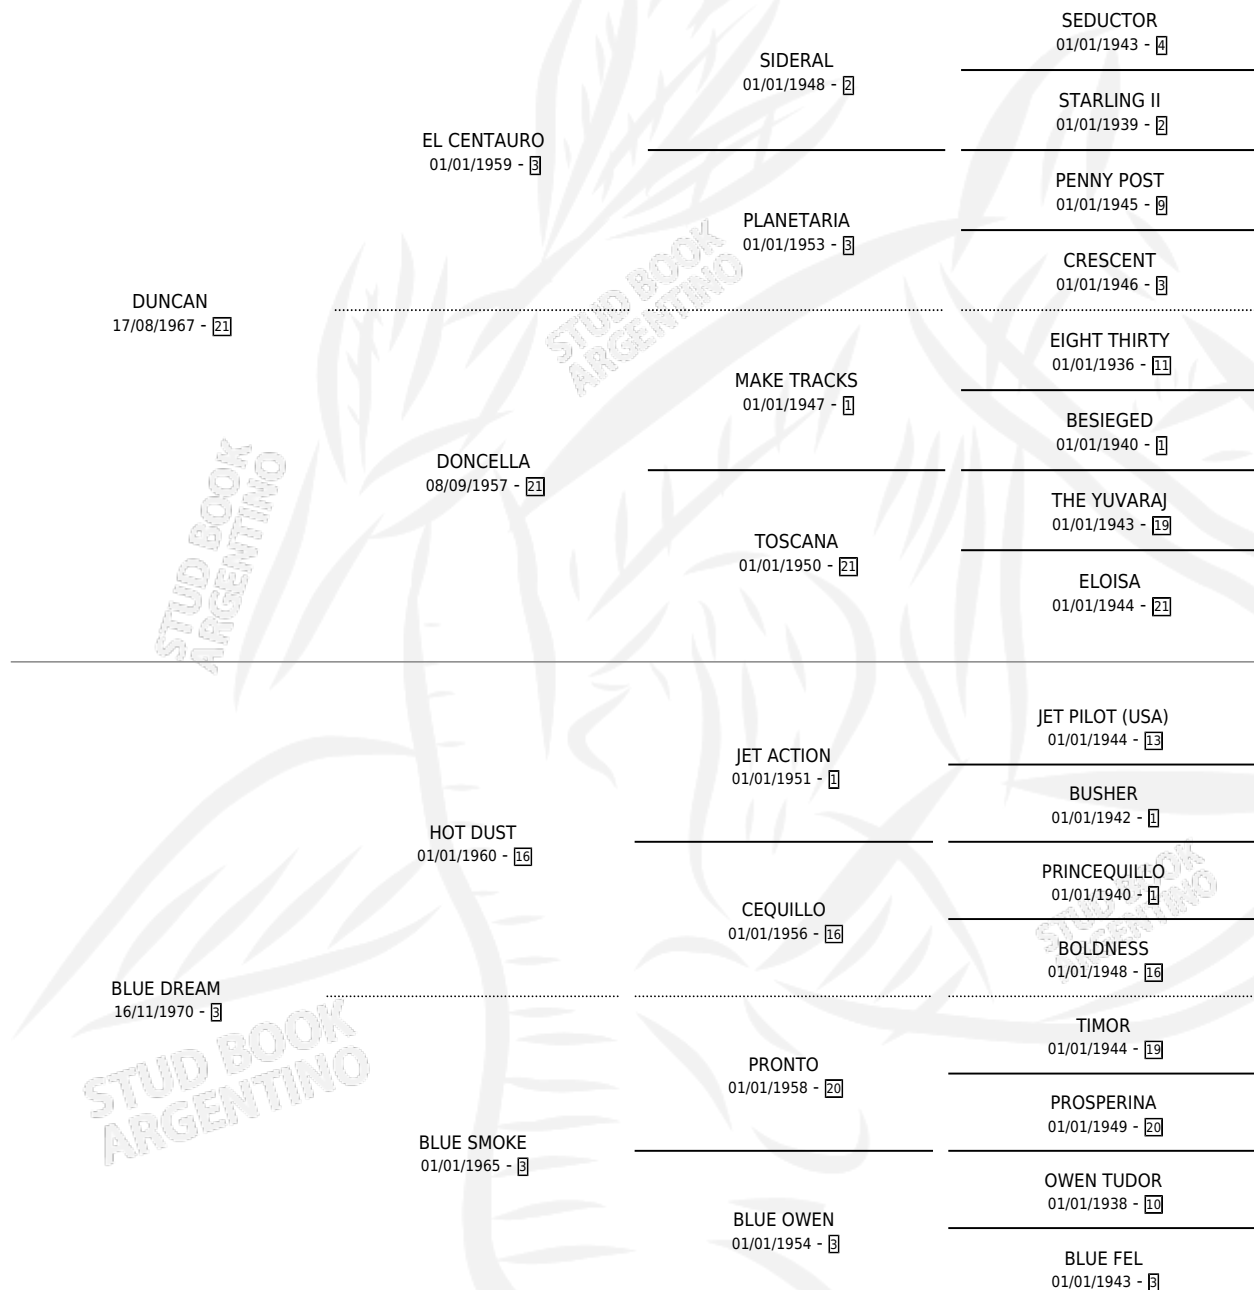 SEDUCTOR
01/01/1943 - 4
SIDERAL
01/01/1948 - 2
STARLING II
01/01/1939 - 2
EL CENTAURO
01/01/1959 - 3
PENNY POST
01/01/1945 - 9
PLANETARIA
01/01/1953 - 3
CRESCENT
01/01/1946 - 3
DUNCAN
17/08/1967 - 21
EIGHT THIRTY
01/01/1936 - 11
MAKE TRACKS
01/01/1947 - 1
BESIEGED
01/01/1940 - 1
DONCELLA
08/09/1957 - 21
THE YUVARAJ
01/01/1943 - 19
TOSCANA
01/01/1950 - 21
ELOISA
01/01/1944 - 21
STUD BOOK
ARGENTINO
STUD BOOK
ARGENTINO
JET PILOT (USA)
01/01/1944 - 13
JET ACTION
01/01/1951 - 1
BUSHER
01/01/1942 - 1
HOT DUST
01/01/1960 - 16
PRINCEQUILLO
01/01/1940 - 1
CEQUILLO
01/01/1956 - 16
BOLDNESS
01/01/1948 - 16
BLUE DREAM
16/11/1970 - 3
TIMOR
01/01/1944 - 19
PRONTO
01/01/1958 - 20
PROSPERINA
01/01/1949 - 20
BLUE SMOKE
01/01/1965 - 3
OWEN TUDOR
01/01/1938 - 10
BLUE OWEN
01/01/1954 - 3
BLUE FEL
01/01/1943 - 3
STUD BOOK
ARGENTINO
STUD BOOK
ARGENTINO